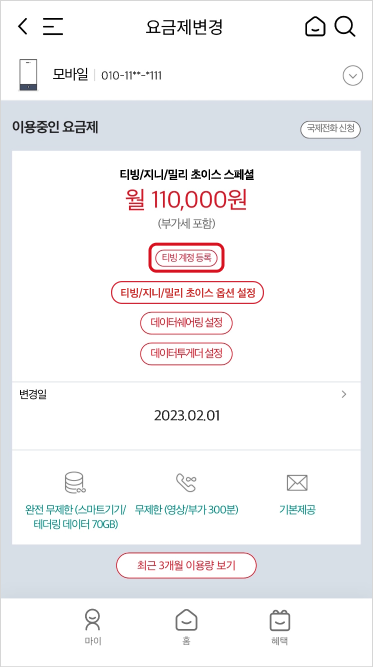 요금제변경
모바일 010-11**-*111
이용중인 요금제
국제전화 신청
티빙/지니/밀리 초이스 스페셜
월 110,000원
(부가세 포함)
티빙 계정 등록
티빙/지니/밀리 초이스 옵션 설정
데이터쉐어링 설정
데이터투게더 설정
변경일
2023.02.01
완전 무제한 (스마트기기/
테더링 데이터 70GB)
무제한 (영상/부가 300분)
기본제공
최근 3개월 이용량 보기
마이
홈
혜택